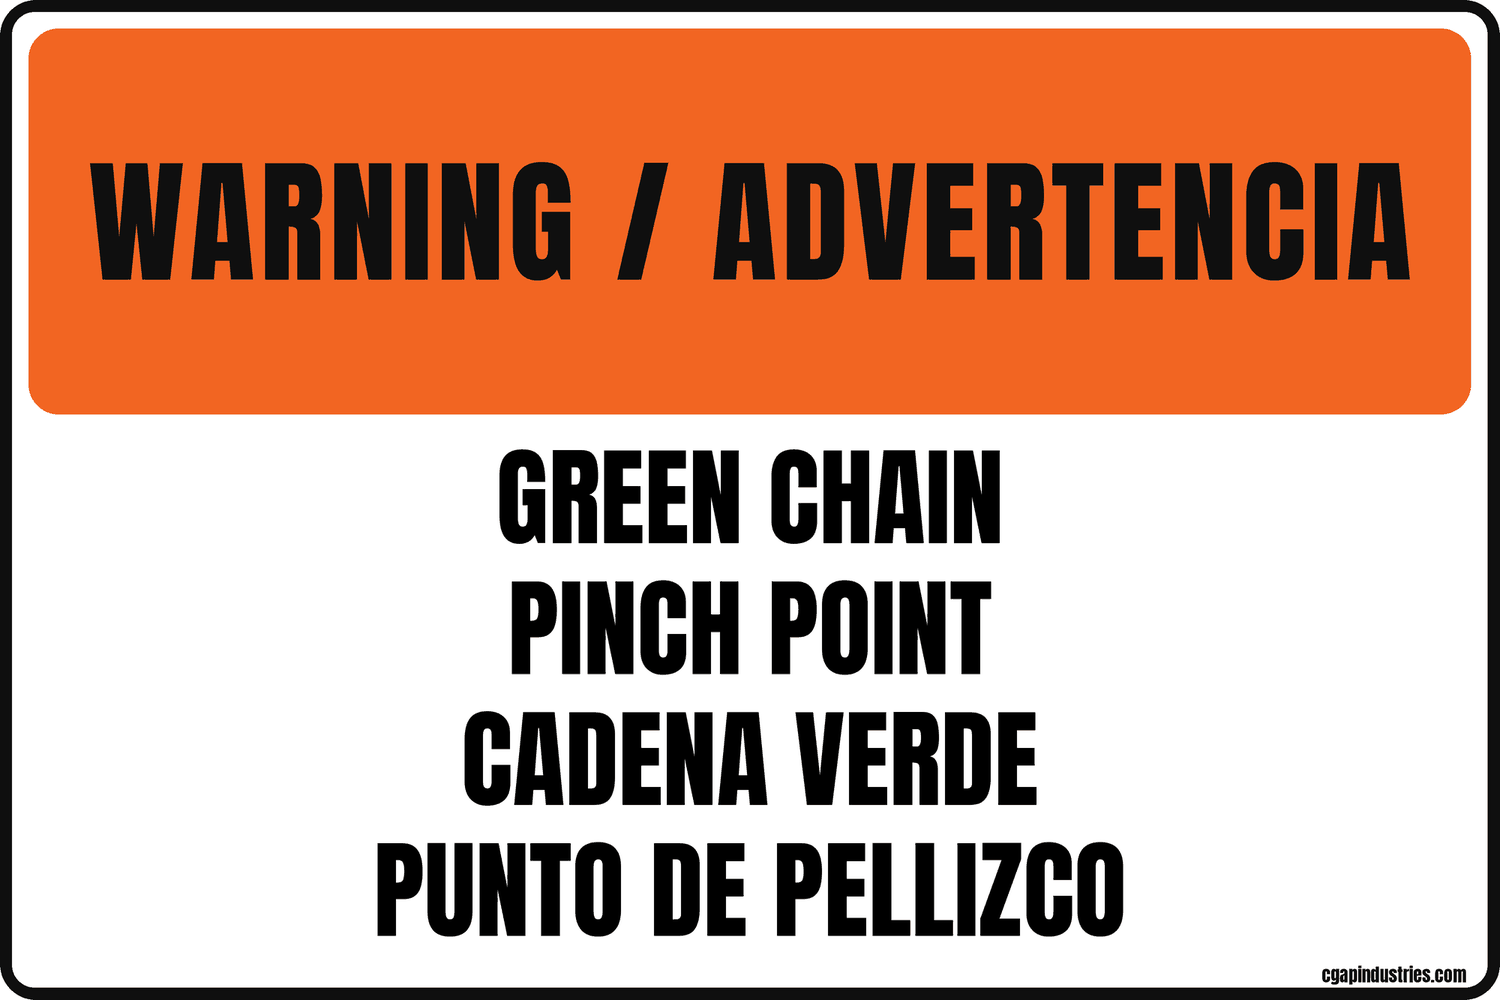 WARNING / ADVERTENCIA
GREEN CHAIN
PINCH POINT
CADENA VERDE
PUNTO DE PELLIZCO
cgapindustries.com